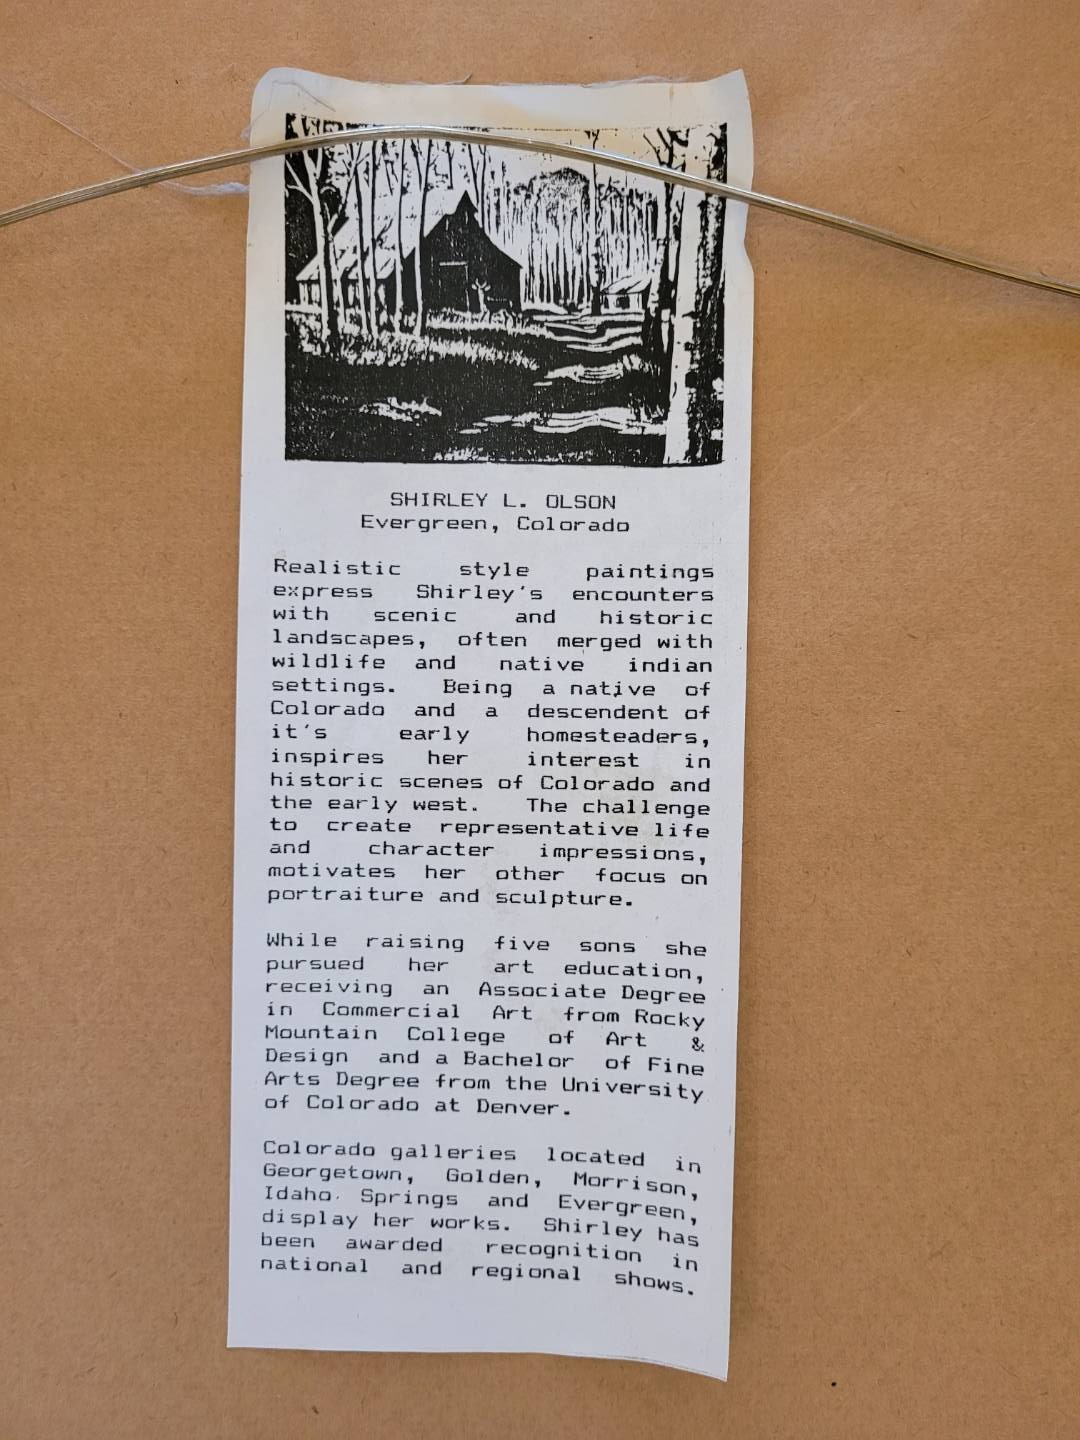 SHIRLEY L. OLSON
Evergreen, Colorado
Realistic style paintings
express Shirley's encounters
with scenic and historic
landscapes, often merged with
wildlife and native indian
settings. Being a native of
Colorado and a descendent of
it's early homesteaders,
inspires her interest in
historic scenes of Colorado and
the early west. The challenge
to create representative life
and character impressions,
motivates her other focus on
portraiture and sculpture.
While raising five sons she
pursued her art education,
receiving an Associate Degree
in Commercial Art from Rocky
Mountain College of Art &
Design and a Bachelor of Fine
Arts Degree from the University
of Colorado at Denver.
Colorado galleries located in
Georgetown, Golden, Morrison,
Idaho Springs and Evergreen,
display her works. Shirley has
been awarded recognition in
national and regional shows.